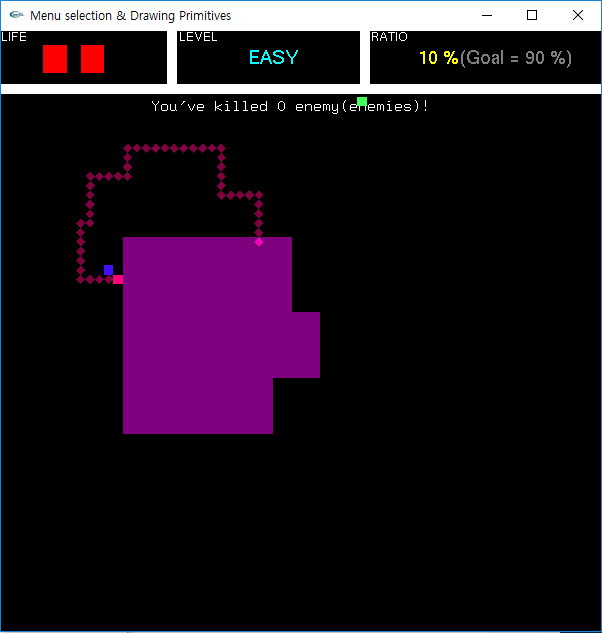 Menu selection & Drawing Primitives
LIFE
LEVEL
EASY
RATIO
10 %(Goal = 90 %)
You've killed 0 enemy(enemies)!